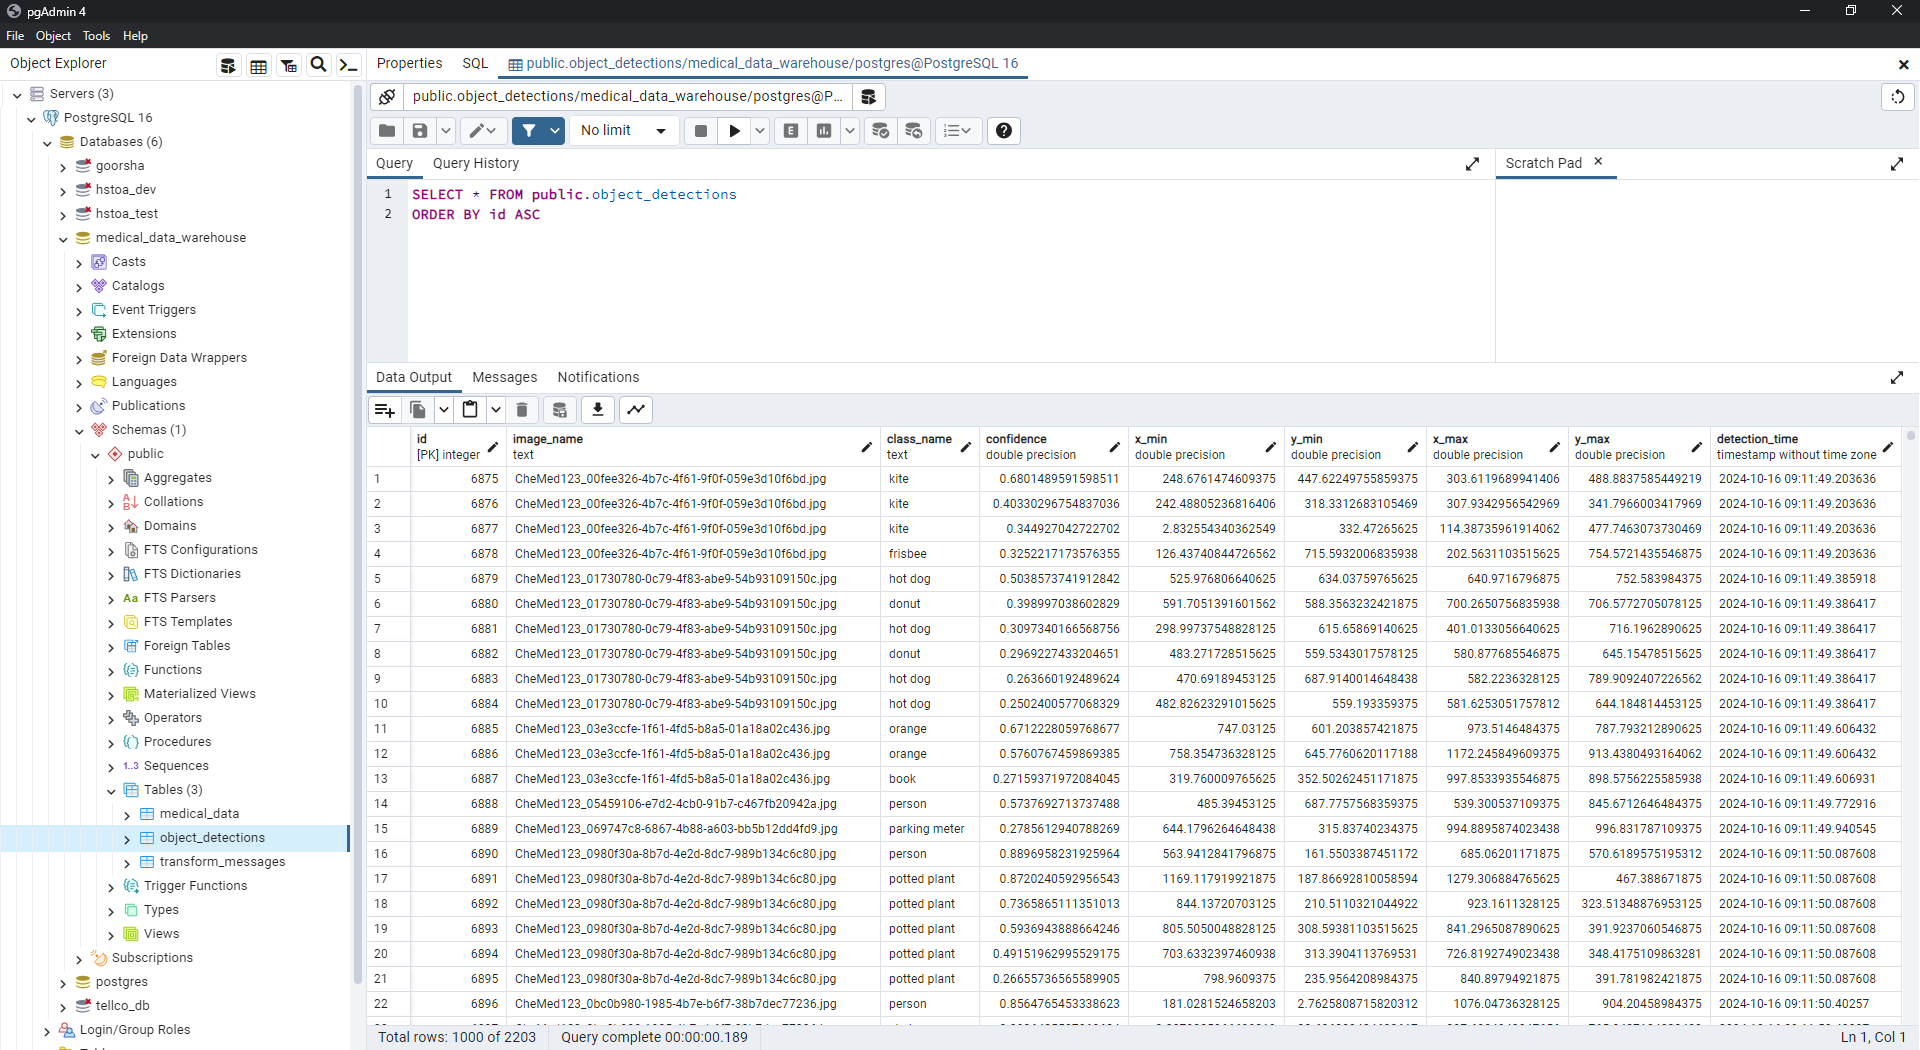 pgAdmin 4
File Object Tools Help
Object Explorer
Properties SQL public.object_detections/medical_data_warehouse/postgres@PostgreSQL 16
Servers (3)
PostgreSQL 16
Databases (6)
goorsha
hstoa_dev
hstoa_test
medical_data_warehouse
Casts
Catalogs
Event Triggers
Extensions
Foreign Data Wrappers
Languages
Publications
Schemas (1)
public
Aggregates
Collations
Domains
FTS Configurations
FTS Dictionaries
Aa FTS Parsers
FTS Templates
Foreign Tables
Functions
Materialized Views
Operators
Procedures
1..3 Sequences
Tables (3)
medical_data
object_detections
transform_messages
Trigger Functions
Types
Views
Subscriptions
postgres
tellco_db
Login/Group Roles
public.object_detections/medical_data_warehouse/postgres@P...
No limit
E
Query Query History
Scratch Pad
1 SELECT * FROM public.object_detections
2 ORDER BY id ASC
Data Output Messages Notifications
id image_name class_name confidence x_min y_min x_max y_max detection_time
[PK] integer text text double precision double precision double precision double precision double precision timestamp without time zone
1 6875 CheMed123_00fee326-4b7c-4f61-9f0f-059e3d10f6bd.jpg kite 0.6801489591598511 248.6761474609375 447.62249755859375 303.6119689941406 488.8837585449219 2024-10-16 09:11:49.203636
2 6876 CheMed123_00fee326-4b7c-4f61-9f0f-059e3d10f6bd.jpg kite 0.40330296754837036 242.48805236816406 318.3312683105469 307.9342956542969 341.7966003417969 2024-10-16 09:11:49.203636
3 6877 CheMed123_00fee326-4b7c-4f61-9f0f-059e3d10f6bd.jpg kite 0.344927042722702 2.832554340362549 332.47265625 114.38735961914062 477.7463073730469 2024-10-16 09:11:49.203636
4 6878 CheMed123_00fee326-4b7c-4f61-9f0f-059e3d10f6bd.jpg frisbee 0.3252217173576355 126.43740844726562 715.5932006835938 202.5631103515625 754.5721435546875 2024-10-16 09:11:49.203636
5 6879 CheMed123_01730780-0c79-4f83-abe9-54b93109150c.jpg hot dog 0.5038573741912842 525.976806640625 634.03759765625 640.9716796875 752.583984375 2024-10-16 09:11:49.385918
6 6880 CheMed123_01730780-0c79-4f83-abe9-54b93109150c.jpg donut 0.398997038602829 591.7051391601562 588.3563232421875 700.2650756835938 706.5772705078125 2024-10-16 09:11:49.386417
7 6881 CheMed123_01730780-0c79-4f83-abe9-54b93109150c.jpg hot dog 0.3097340166568756 298.99737548828125 615.65869140625 401.0133056640625 716.1962890625 2024-10-16 09:11:49.386417
8 6882 CheMed123_01730780-0c79-4f83-abe9-54b93109150c.jpg donut 0.2969227433204651 483.271728515625 559.5343017578125 580.877685546875 645.15478515625 2024-10-16 09:11:49.386417
9 6883 CheMed123_01730780-0c79-4f83-abe9-54b93109150c.jpg hot dog 0.263660192489624 470.69189453125 687.9140014648438 582.2236328125 789.9092407226562 2024-10-16 09:11:49.386417
10 6884 CheMed123_01730780-0c79-4f83-abe9-54b93109150c.jpg hot dog 0.2502400577068329 482.82623291015625 559.193359375 581.6253051757812 644.184814453125 2024-10-16 09:11:49.386417
11 6885 CheMed123_03e3ccfe-1f61-4fd5-b8a5-01a18a02c436.jpg orange 0.6712228059768677 747.03125 601.203857421875 973.5146484375 787.793212890625 2024-10-16 09:11:49.606432
12 6886 CheMed123_03e3ccfe-1f61-4fd5-b8a5-01a18a02c436.jpg orange 0.5760767459869385 758.354736328125 645.7760620117188 1172.245849609375 913.4380493164062 2024-10-16 09:11:49.606432
13 6887 CheMed123_03e3ccfe-1f61-4fd5-b8a5-01a18a02c436.jpg book 0.27159371972084045 319.760009765625 352.50262451171875 997.8533935546875 898.5756225585938 2024-10-16 09:11:49.606931
14 6888 CheMed123_05459106-e7d2-4cb0-91b7-c467fb20942a.jpg person 0.5737692713737488 485.39453125 687.7757568359375 539.300537109375 845.6712646484375 2024-10-16 09:11:49.772916
15 6889 CheMed123_069747c8-6867-4b88-a603-bb5b12dd4fd9.jpg parking meter 0.2785612940788269 644.1796264648438 315.83740234375 994.8895874023438 996.831787109375 2024-10-16 09:11:49.940545
16 6890 CheMed123_0980f30a-8b7d-4e2d-8dc7-989b134c6c80.jpg person 0.8896958231925964 563.9412841796875 161.5503387451172 685.06201171875 570.6189575195312 2024-10-16 09:11:50.087608
17 6891 CheMed123_0980f30a-8b7d-4e2d-8dc7-989b134c6c80.jpg potted plant 0.8720240592956543 1169.117919921875 187.86692810058594 1279.306884765625 467.388671875 2024-10-16 09:11:50.087608
18 6892 CheMed123_0980f30a-8b7d-4e2d-8dc7-989b134c6c80.jpg potted plant 0.7365865111351013 844.13720703125 210.5110321044922 923.1611328125 323.51348876953125 2024-10-16 09:11:50.087608
19 6893 CheMed123_0980f30a-8b7d-4e2d-8dc7-989b134c6c80.jpg potted plant 0.5936943888664246 805.5050048828125 308.59381103515625 841.2965087890625 391.9237060546875 2024-10-16 09:11:50.087608
20 6894 CheMed123_0980f30a-8b7d-4e2d-8dc7-989b134c6c80.jpg potted plant 0.49151962995529175 703.6332397460938 313.3904113769531 726.8192749023438 348.4175109863281 2024-10-16 09:11:50.087608
21 6895 CheMed123_0980f30a-8b7d-4e2d-8dc7-989b134c6c80.jpg potted plant 0.26655736565589905 798.9609375 235.9564208984375 840.89794921875 391.781982421875 2024-10-16 09:11:50.087608
22 6896 CheMed123_0bc0b980-1985-4b7e-b6f7-38b7dec77236.jpg person 0.8564765453338623 181.0281524658203 2.7625808715820312 1076.04736328125 904.20458984375 2024-10-16 09:11:50.40257
Total rows: 1000 of 2203 Query complete 00:00:00.189 Ln 1, Col 1